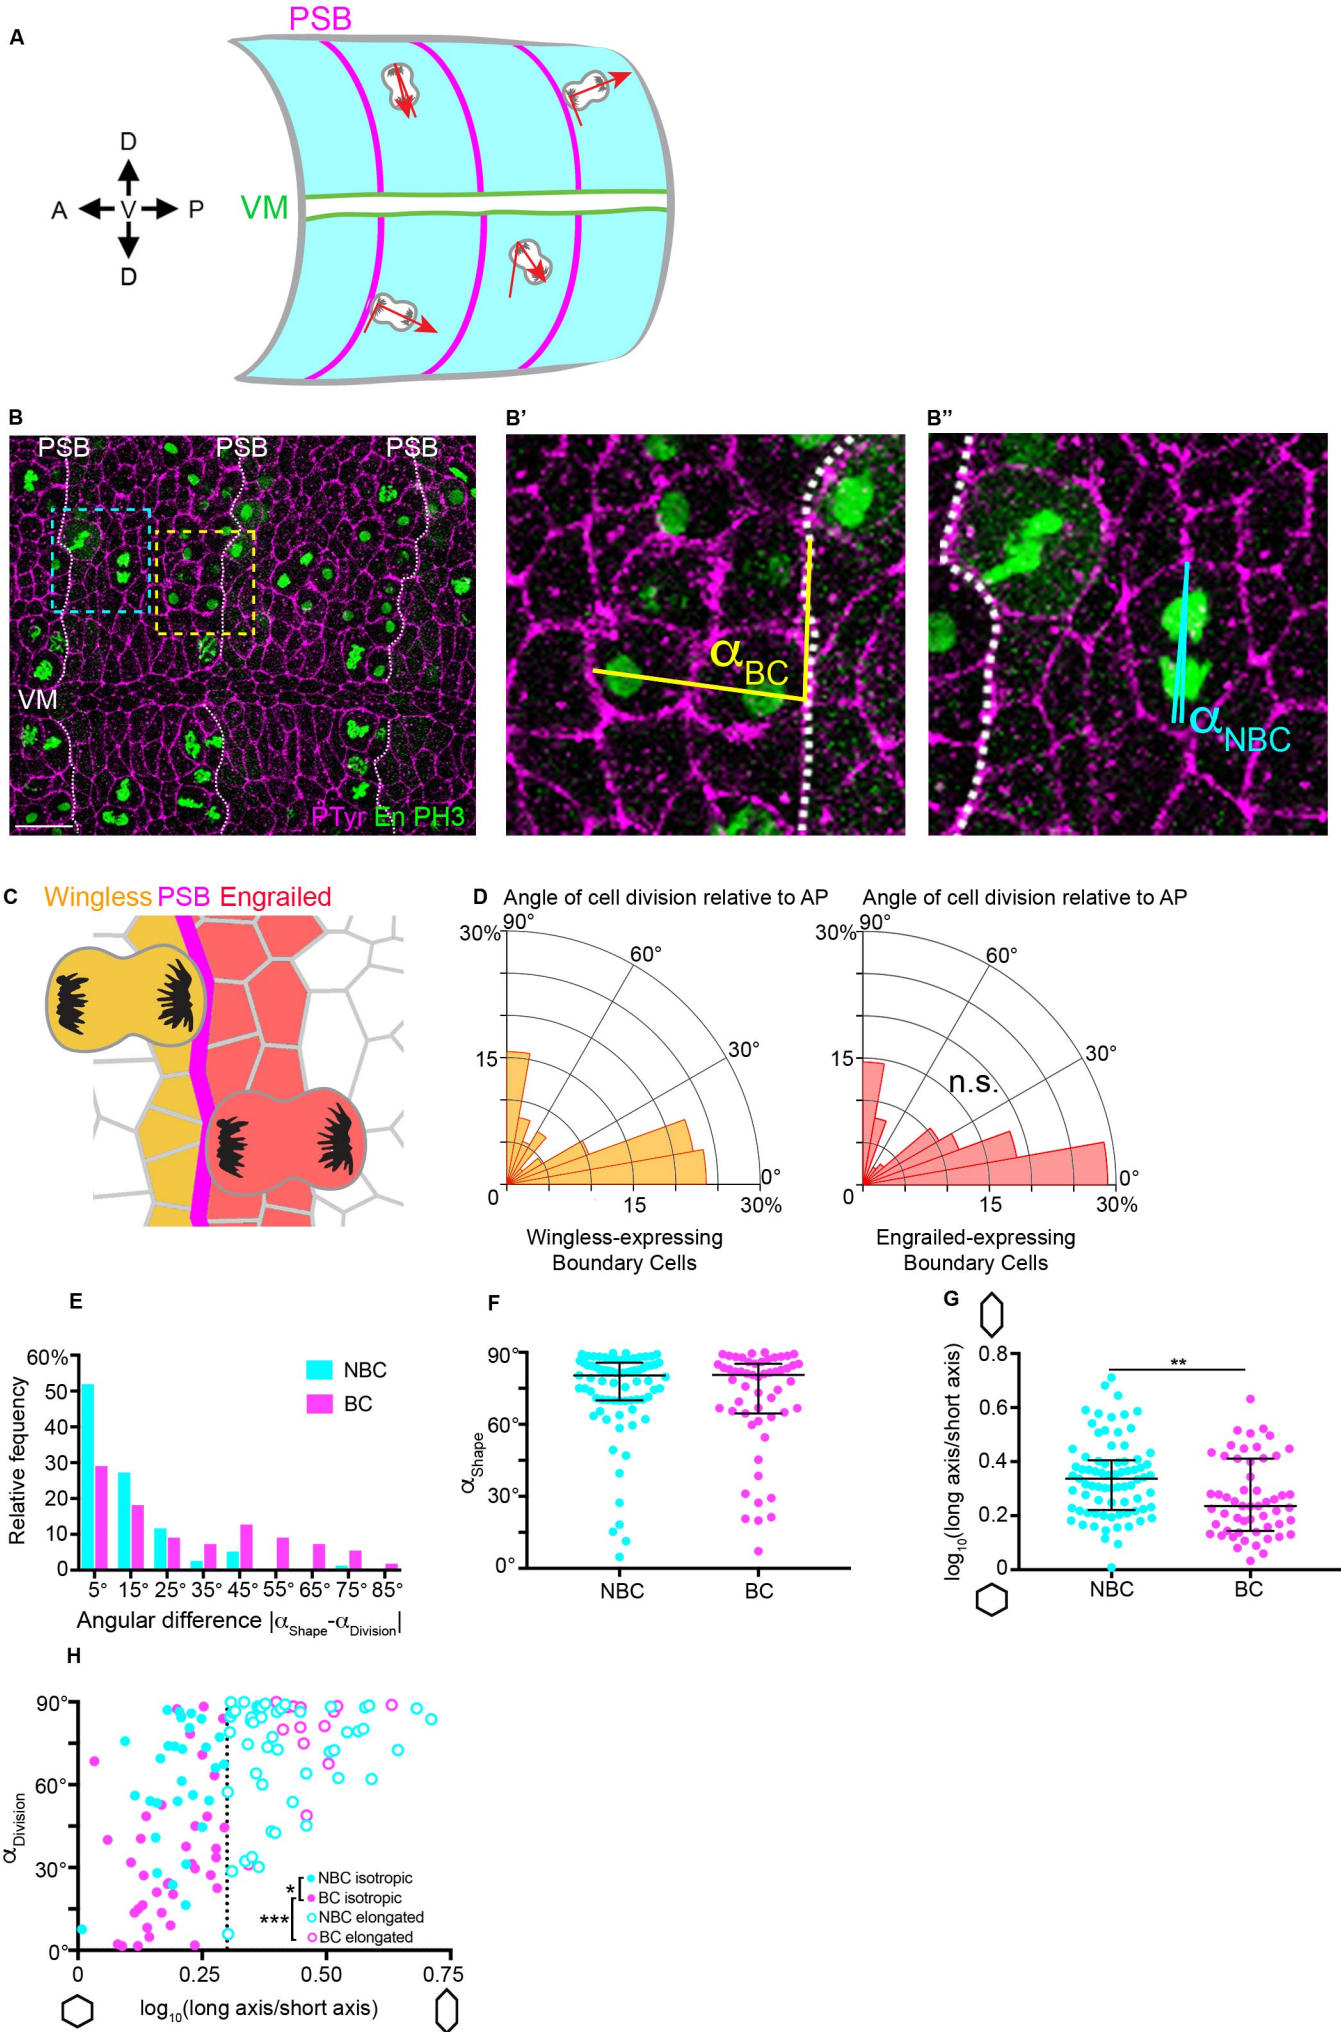 A
PSB
D
A V P
D
VM
B
PSB PSB PSB
VM
PTyr En PH3
B’
αBC
B”
αNBC
C
Wingless PSB Engrailed
D
Angle of cell division relative to AP
90°
30%
60°
30°
15
0°
0 15 30%
Wingless-expressing
Boundary Cells
Angle of cell division relative to AP
90°
30%
60°
30°
15
n.s.
0°
0 15 30%
Engrailed-expressing
Boundary Cells
E
60%
50
40
30
20
10
0
Relative fequency
NBC
BC
5° 15° 25° 35° 45° 55° 65° 75° 85°
Angular difference |αShape-αDivision|
F
90°
60°
30°
0°
αShape
NBC BC
G
0.8
0.6
0.4
0.2
0
log10(long axis/short axis)
**
NBC BC
H
90°
60°
30°
0°
αDivision
NBC isotropic
*
BC isotropic
***
NBC elongated
BC elongated
0 0.25 0.50 0.75
log10(long axis/short axis)